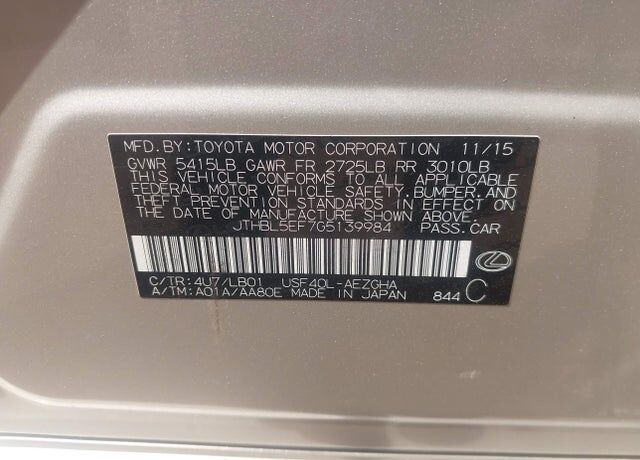 MFD.BY:TOYOTA MOTOR CORPORATION 11/15
GVWR 5415LB GAWR FR 2725LB RR 3010LB
THIS VEHICLE CONFORMS TO ALL APPLICABLE
FEDERAL MOTOR VEHICLE SAFETY,BUMPER,AND
THEFT PREVENTION STANDARDS IN EFFECT ON
THE DATE OF MANUFACTURE SHOWN ABOVE.
JTHBL5EF7G5139984 PASS.CAR
C/TR:4U7/LB01 USF40L-AEZGHA
A/TM:A01A/AA80E MADE IN JAPAN 844 C